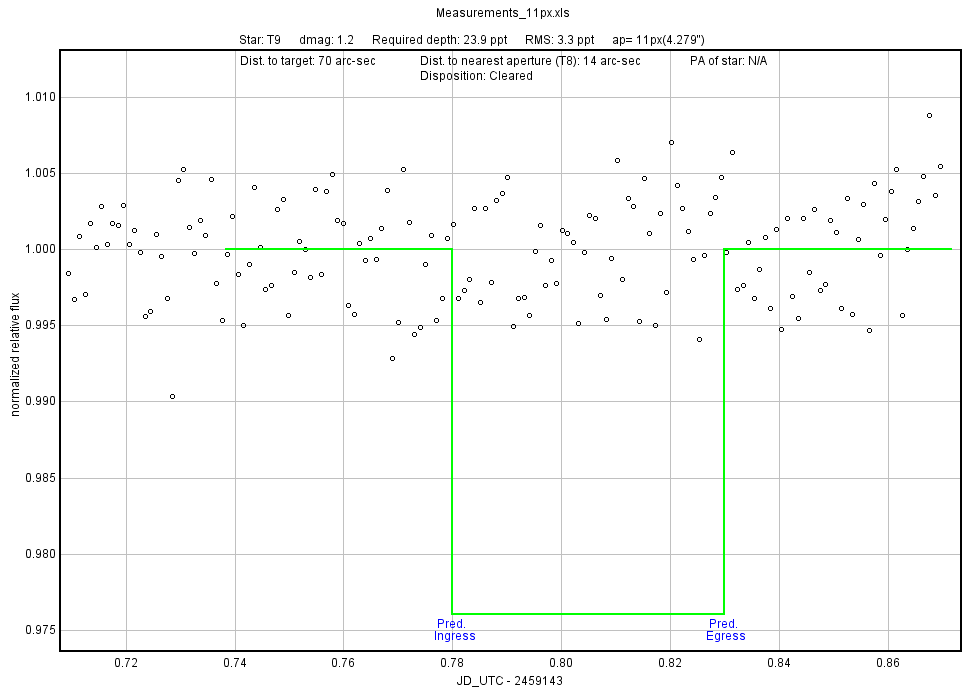 Measurements_11px.xls
Star: T9 dmag: 1.2 Required depth: 23.9 ppt RMS: 3.3 ppt ap= 11px(4.279")
Dist. to target: 70 arc-sec Dist. to nearest aperture (T8): 14 arc-sec PA of star: N/A
Disposition: Cleared
1.010
1.005
1.000
0.995
0.990
0.985
0.980
0.975
normalized relative flux
Pred. Ingress
Pred. Egress
0.72 0.74 0.76 0.78 0.80 0.82 0.84 0.86
JD_UTC - 2459143